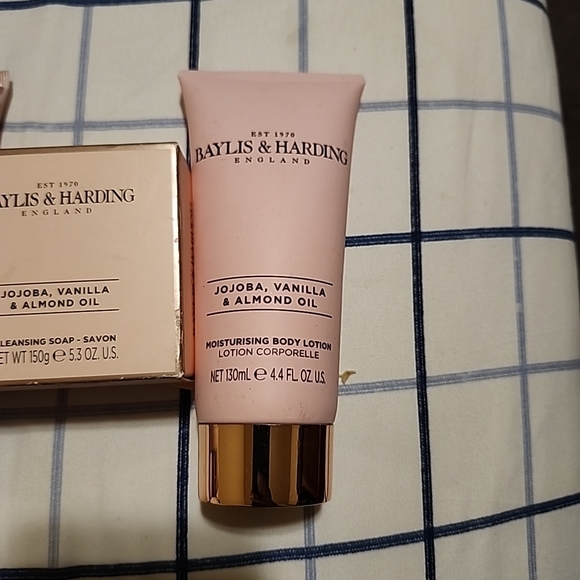 EST 1970
AYLIS & HARDING
ENGLAND
JOJOBA, VANILLA
& ALMOND OIL
LEANSING SOAP - SAVON
ET WT 150g ℮ 5.3 OZ. U.S.
EST 1970
BAYLIS & HARDING
ENGLAND
JOJOBA, VANILLA
& ALMOND OIL
MOISTURISING BODY LOTION
LOTION CORPORELLE
NET 130mL ℮ 4.4 FL. OZ. U.S.